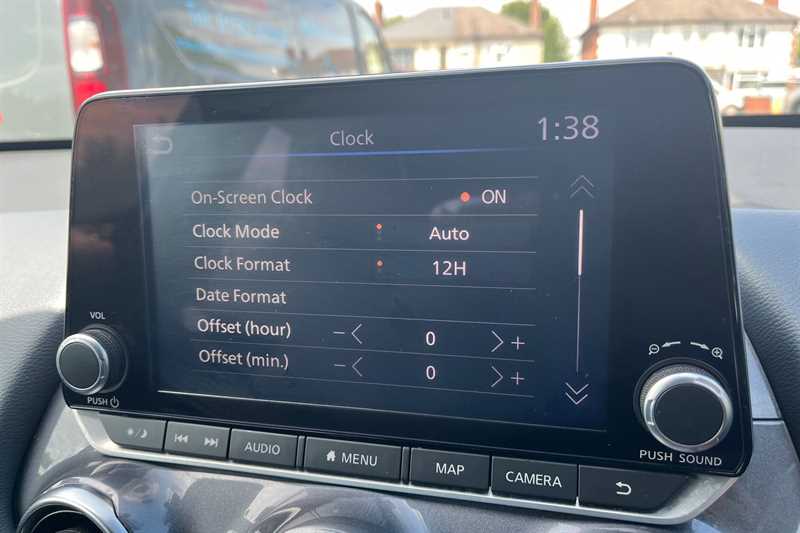 Clock
1:38
On-Screen Clock ON
Clock Mode Auto
Clock Format 12H
Date Format
Offset (hour) − 0 +
Offset (min.) − 0 +
VOL
PUSH
PUSH SOUND
AUDIO
MENU
MAP
CAMERA